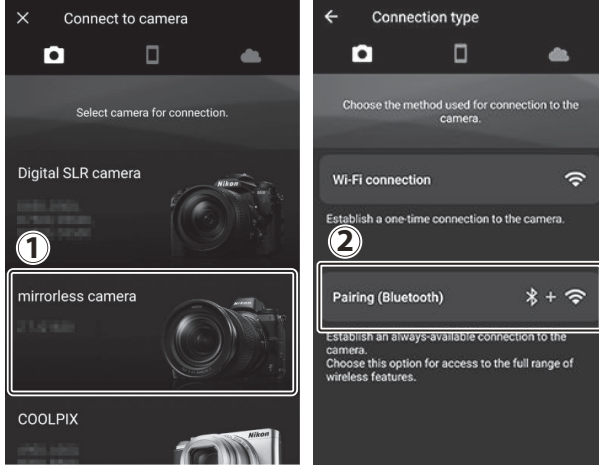 Connect to camera
Select camera for connection.
Digital SLR camera
Nikon
1
mirrorless camera
Nikon
COOLPIX
Nikon
Connection type
Choose the method used for connection to the
camera.
Wi-Fi connection
Establish a one-time connection to the camera.
2
Pairing (Bluetooth)
+
Establish an always-available connection to the
camera.
Choose this option for access to the full range of
wireless features.